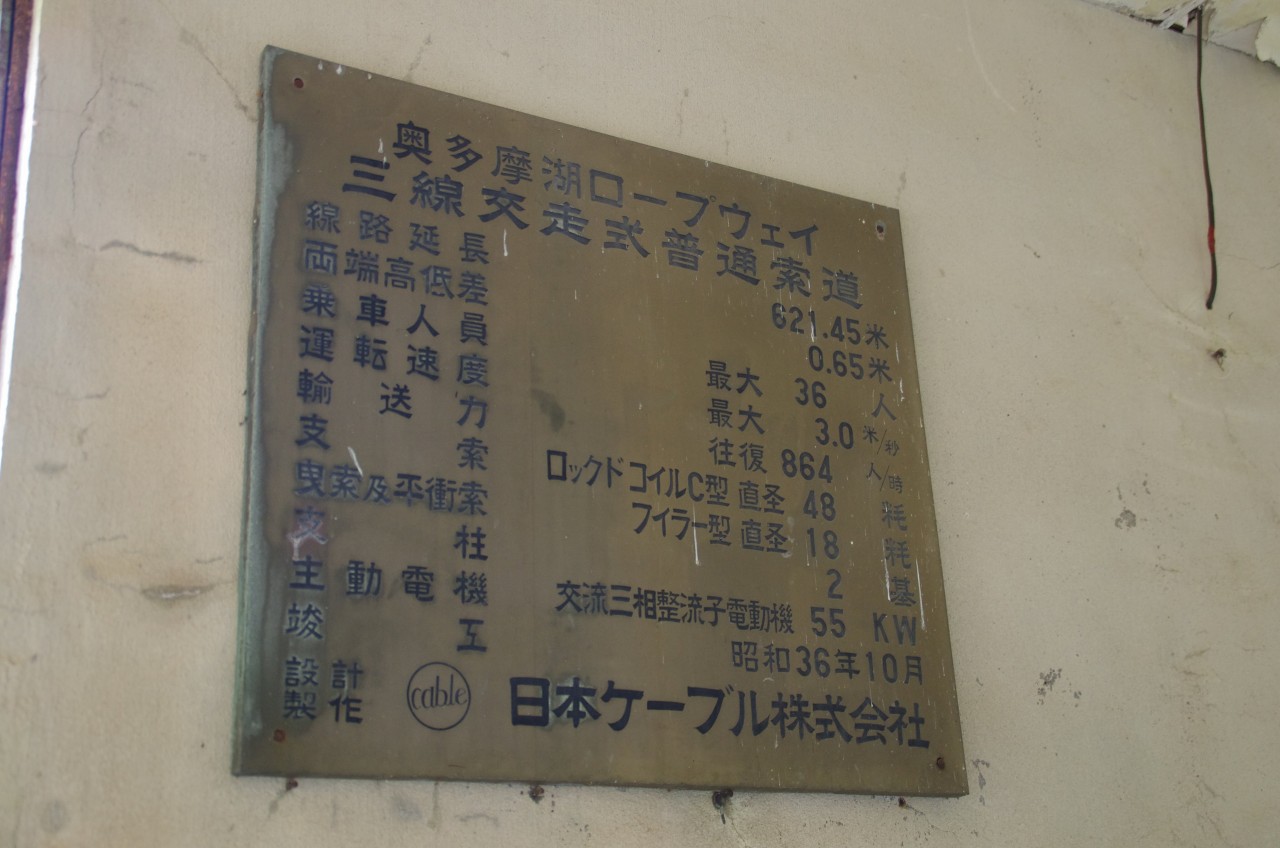 奥多摩湖ロープウェイ
三線交走式普通索道
線路延長 621.45米
両端高低差 0.65米
乗車人員 最大 36 人
運転速度 最大 3.0 米/秒
輸送力 往復 864 人/時
支索 ロックドコイルC型 直圣 48 粍
曳索及平衝索 フイラー型 直圣 18 粍
支柱 2 基
主動電機 交流三相整流子電動機 55 KW
竣工 昭和36年10月
設計
製作 cable 日本ケーブル株式会社